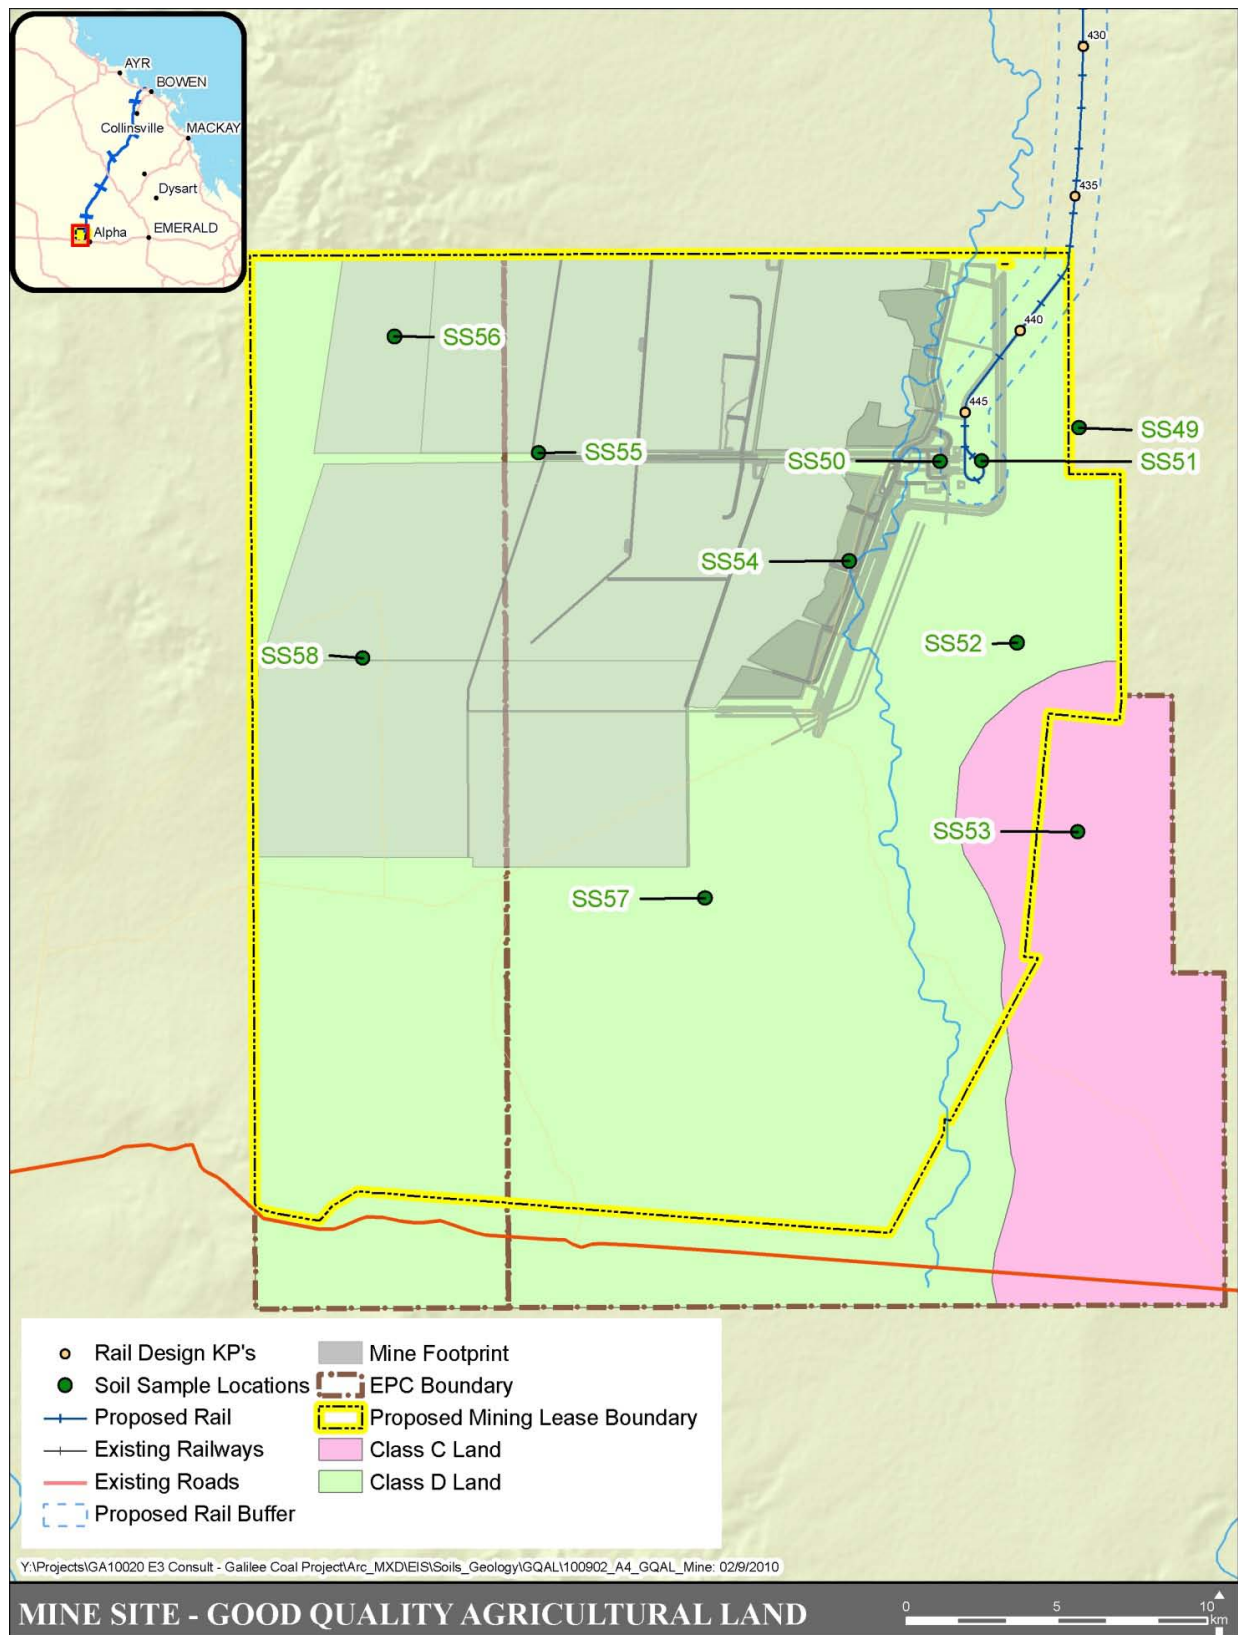 AYR
BOWEN
Collinsville
MACKAY
Dysart
Alpha
EMERALD
430
435
440
445
SS56
SS49
SS55
SS50
SS51
SS54
SS52
SS58
SS53
SS57
Rail Design KP's
Soil Sample Locations
Proposed Rail
Existing Railways
Existing Roads
Proposed Rail Buffer
Mine Footprint
EPC Boundary
Proposed Mining Lease Boundary
Class C Land
Class D Land
Y:\Projects\GA10020 E3 Consult - Galilee Coal Project\Arc_MXD\EIS\Soils_Geology\GQAL\100902_A4_GQAL_Mine: 02/9/2010
MINE SITE - GOOD QUALITY AGRICULTURAL LAND
0 5 10
km